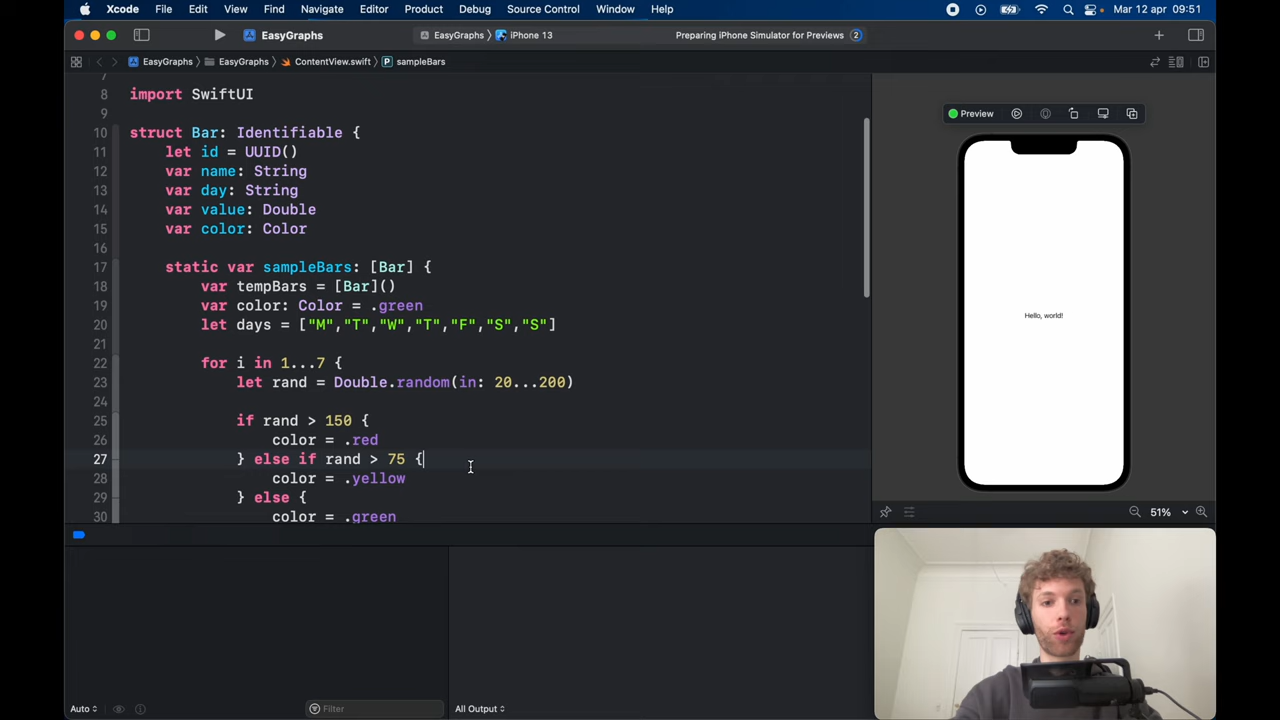 Xcode File Edit View Find Navigate Editor Product Debug Source Control Window Help Mar 12 apr 09:51
EasyGraphs EasyGraphs iPhone 13 Preparing iPhone Simulator for Previews 2
EasyGraphs EasyGraphs ContentView.swift sampleBars
8 import SwiftUI
9
10 struct Bar: Identifiable {
11 let id = UUID()
12 var name: String
13 var day: String
14 var value: Double
15 var color: Color
16
17 static var sampleBars: [Bar] {
18 var tempBars = [Bar]()
19 var color: Color = .green
20 let days = ["M","T","W","T","F","S","S"]
21
22 for i in 1...7 {
23 let rand = Double.random(in: 20...200)
24
25 if rand > 150 {
26 color = .red
27 } else if rand > 75 {
28 color = .yellow
29 } else {
30 color = .green
Preview
Hello, world!
51%
Auto Filter All Output